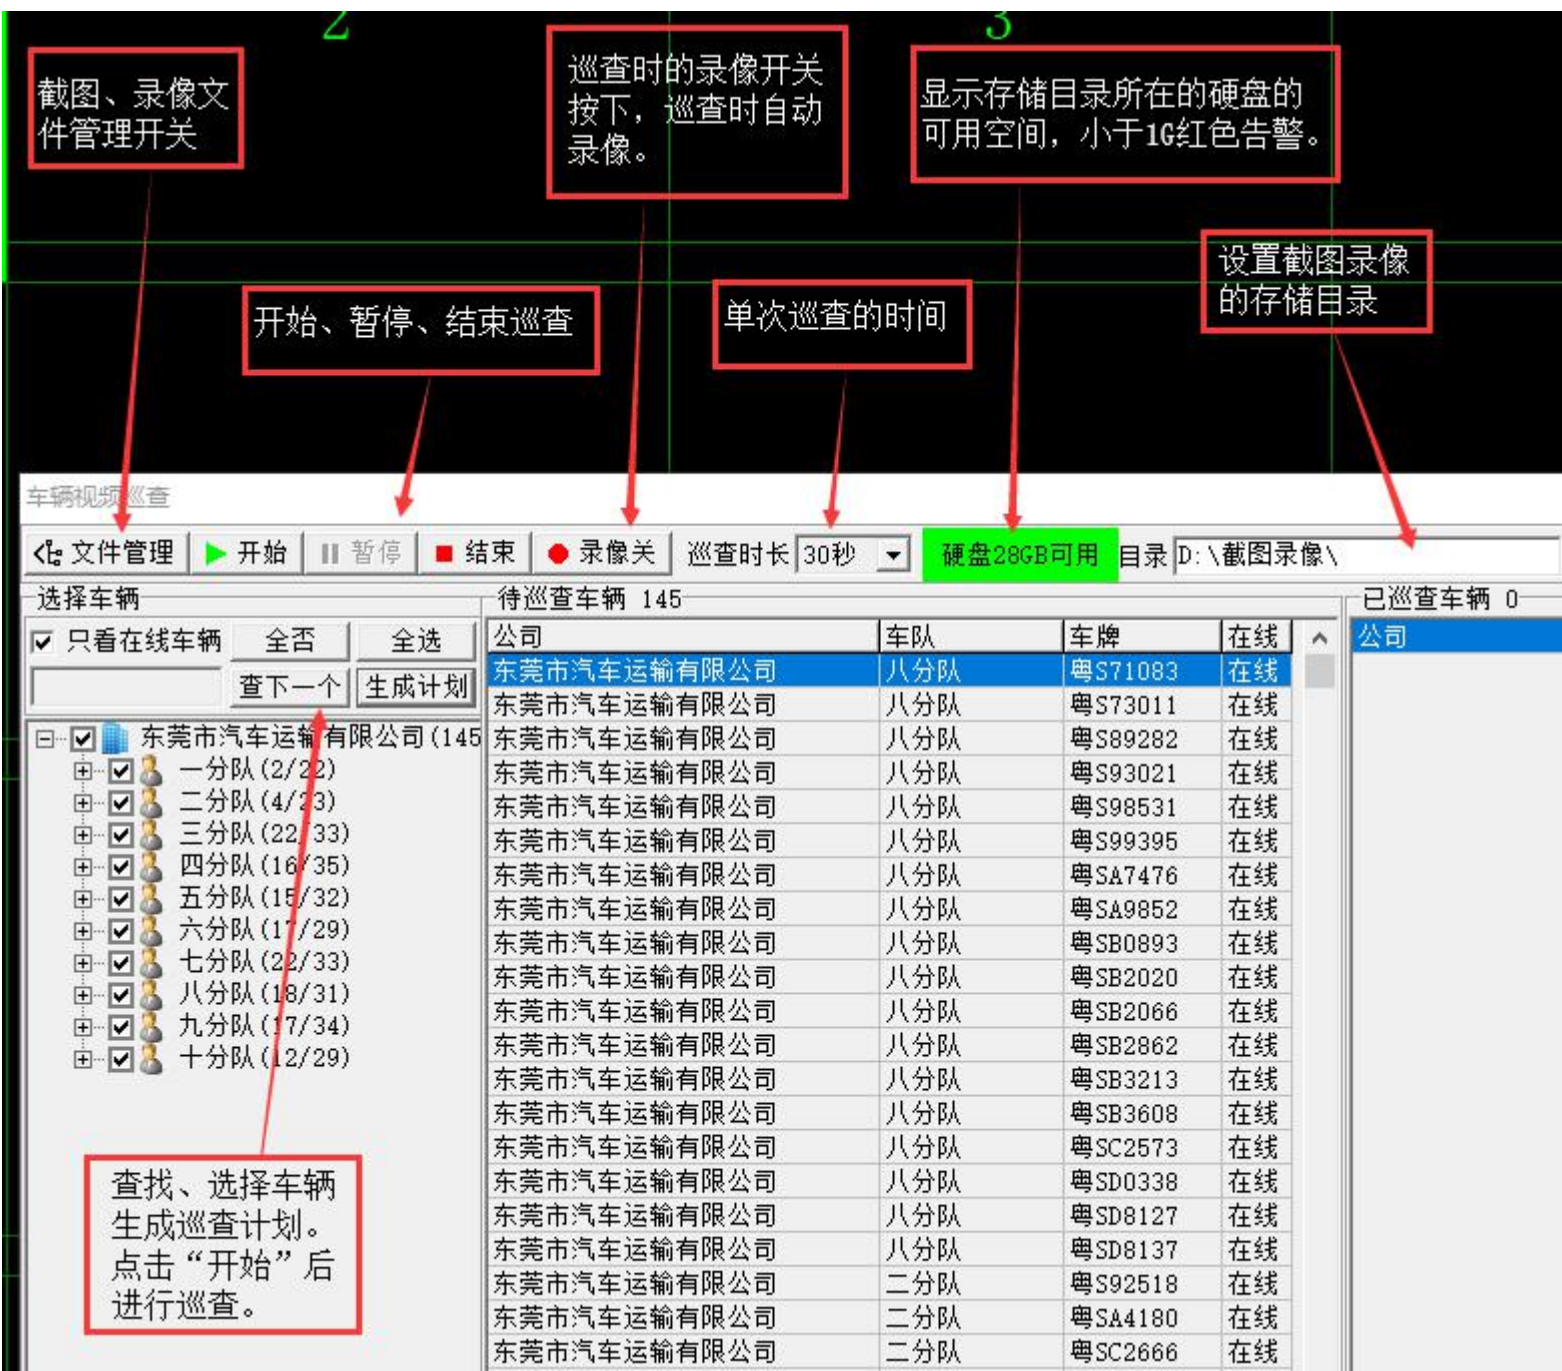 2
3
截图、录像文
件管理开关
巡查时的录像开关
按下，巡查时自动
录像。
显示存储目录所在的硬盘的
可用空间，小于1G红色告警。
设置截图录像
的存储目录
开始、暂停、结束巡查
单次巡查的时间
车辆视频巡查
文件管理 开始 暂停 结束 录像关 巡查时长 30秒 硬盘28GB可用 目录 D:\截图录像\
选择车辆
只看在线车辆 全否 全选
查下一个 生成计划
东莞市汽车运输有限公司(145
一分队(2/22)
二分队(4/23)
三分队(22/33)
四分队(16/35)
五分队(15/32)
六分队(17/29)
七分队(22/33)
八分队(18/31)
九分队(17/34)
十分队(12/29)
查找、选择车辆
生成巡查计划。
点击“开始”后
进行巡查。
待巡查车辆 145
公司 车队 车牌 在线
东莞市汽车运输有限公司 八分队 粤S71083 在线
东莞市汽车运输有限公司 八分队 粤S73011 在线
东莞市汽车运输有限公司 八分队 粤S89282 在线
东莞市汽车运输有限公司 八分队 粤S93021 在线
东莞市汽车运输有限公司 八分队 粤S98531 在线
东莞市汽车运输有限公司 八分队 粤S99395 在线
东莞市汽车运输有限公司 八分队 粤SA7476 在线
东莞市汽车运输有限公司 八分队 粤SA9852 在线
东莞市汽车运输有限公司 八分队 粤SB0893 在线
东莞市汽车运输有限公司 八分队 粤SB2020 在线
东莞市汽车运输有限公司 八分队 粤SB2066 在线
东莞市汽车运输有限公司 八分队 粤SB2862 在线
东莞市汽车运输有限公司 八分队 粤SB3213 在线
东莞市汽车运输有限公司 八分队 粤SB3608 在线
东莞市汽车运输有限公司 八分队 粤SC2573 在线
东莞市汽车运输有限公司 八分队 粤SD0338 在线
东莞市汽车运输有限公司 八分队 粤SD8127 在线
东莞市汽车运输有限公司 八分队 粤SD8137 在线
东莞市汽车运输有限公司 二分队 粤S92518 在线
东莞市汽车运输有限公司 二分队 粤SA4180 在线
东莞市汽车运输有限公司 二分队 粤SC2666 在线
已巡查车辆 0
公司